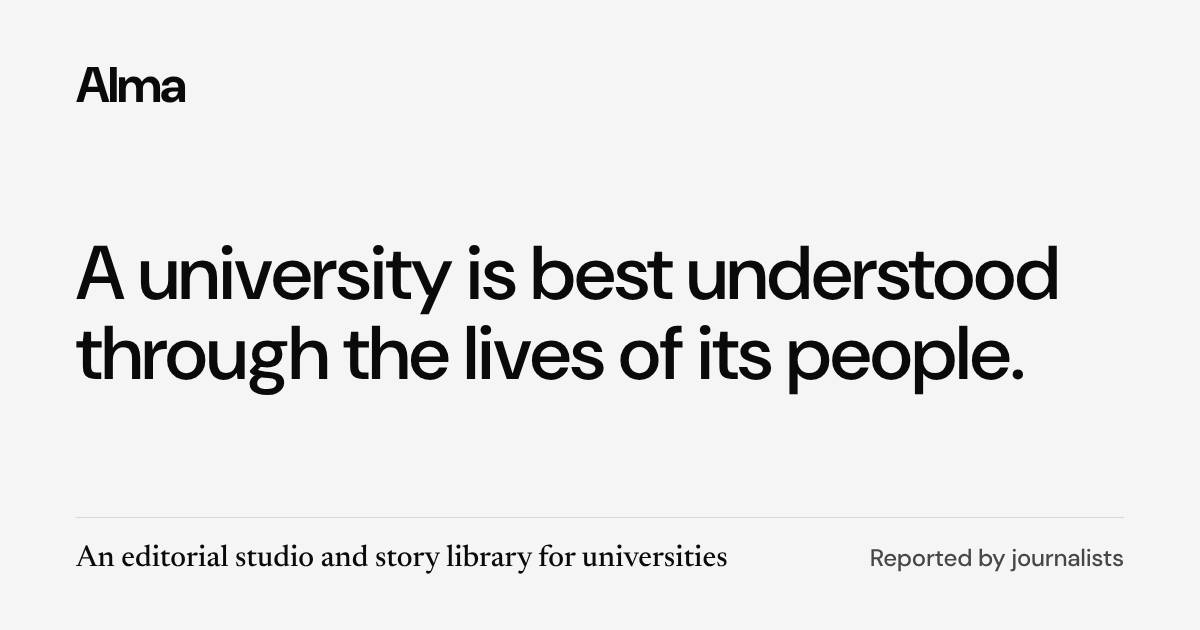 Alma
A university is best understood
through the lives of its people.
An editorial studio and story library for universities
Reported by journalists